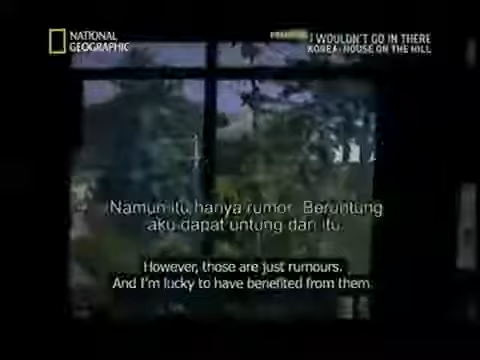 NATIONAL
GEOGRAPHIC
PREMIERE
I WOULDN'T GO IN THERE
KOREA: HOUSE ON THE HILL
Namun itu hanya rumor. Beruntung
aku dapat untung dari itu.
However, those are just rumours.
And I'm lucky to have benefited from them.